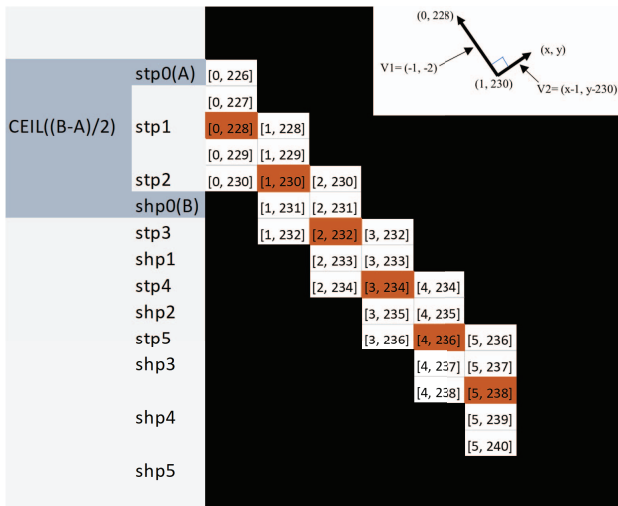 (0, 228)
(x, y)
V1= (-1, -2)
(1, 230)
V2= (x-1, y-230)
stp0(A) [0, 226]
[0, 227]
CEIL((B-A)/2) stp1 [0, 228] [1, 228]
[0, 229] [1, 229]
stp2 [0, 230] [1, 230] [2, 230]
shp0(B) [1, 231] [2, 231]
stp3 [1, 232] [2, 232] [3, 232]
shp1 [2, 233] [3, 233]
stp4 [2, 234] [3, 234] [4, 234]
shp2 [3, 235] [4, 235]
stp5 [3, 236] [4, 236] [5, 236]
shp3 [4, 237] [5, 237]
[4, 238] [5, 238]
shp4 [5, 239]
[5, 240]
shp5